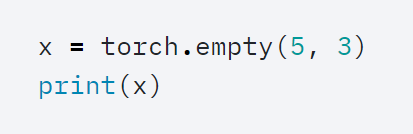 x = torch.empty(5, 3)
print(x)